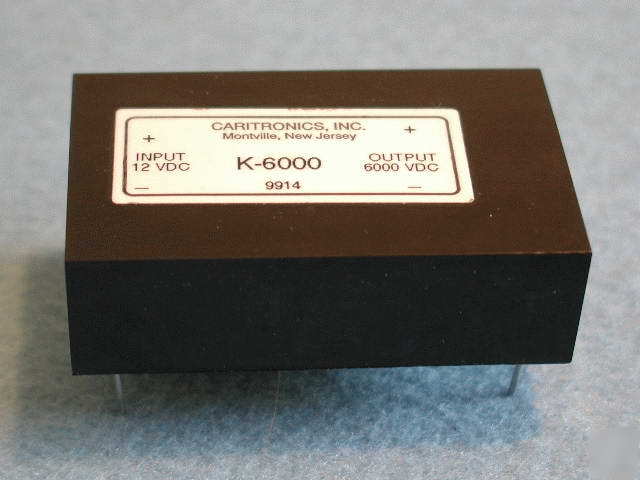 CARITRONICS, INC.
Montville, New Jersey
+ +
INPUT
12 VDC
K-6000
OUTPUT
6000 VDC
– 9914 –